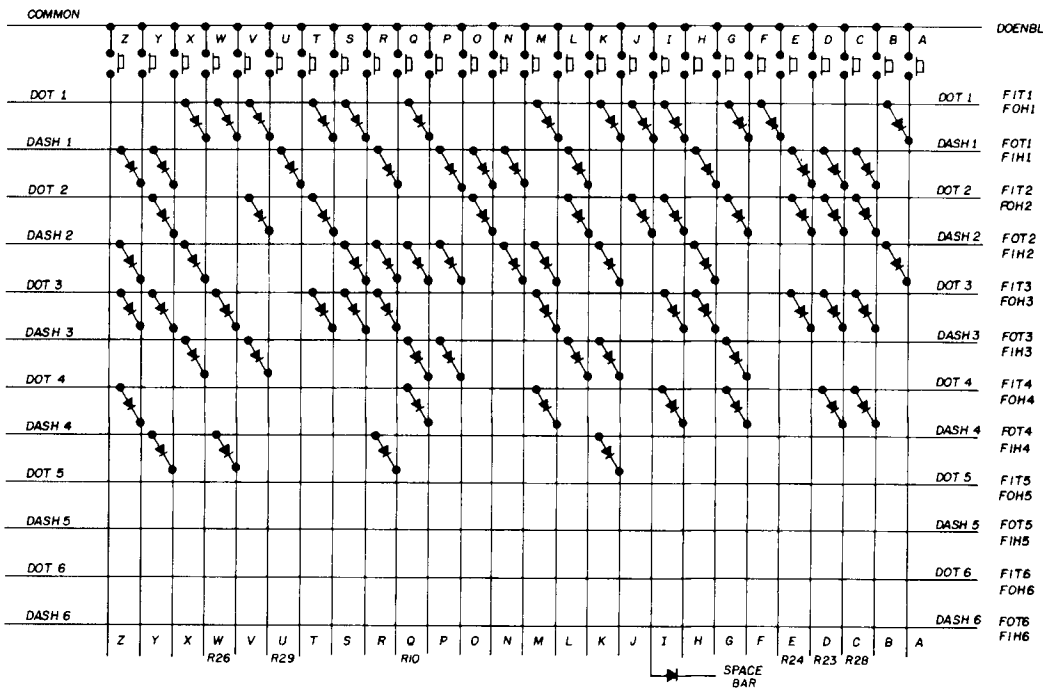 COMMON
DOENBL
Z Y X W V U T S R Q P O N M L K J I H G F E D C B A
DOT 1 DOT 1 FIT1
FOH1
DASH 1 DASH 1 FOT1
FIH1
DOT 2 DOT 2 FIT2
FOH2
DASH 2 DASH 2 FOT2
FIH2
DOT 3 DOT 3 FIT3
FOH3
DASH 3 DASH 3 FOT3
FIH3
DOT 4 DOT 4 FIT4
FOH4
DASH 4 DASH 4 FOT4
FIH4
DOT 5 DOT 5 FIT5
FOH5
DASH 5 DASH 5 FOT5
FIH5
DOT 6 DOT 6 FIT6
FOH6
DASH 6 DASH 6 FOT6
FIH6
Z Y X W V U T S R Q P O N M L K J I H G F E D C B A
R26 R29 R10 R24 R23 R28
SPACE
BAR